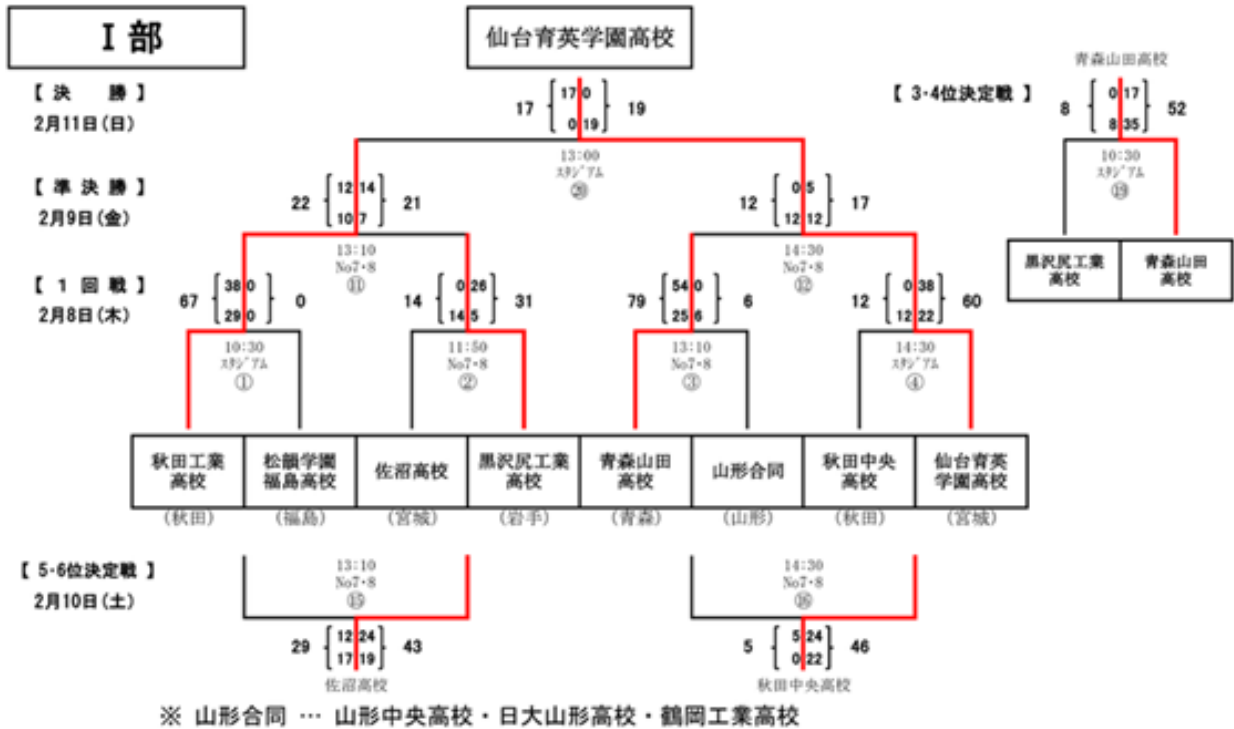 Ⅰ部
仙台育英学園高校
青森山田高校
【 決　勝 】
2月11日(日)
17 17 0 19
0 19
13:00
ｽﾀｼﾞｱﾑ
⑳
【 3・4位決定戦 】
8 0 17 52
8 35
10:30
ｽﾀｼﾞｱﾑ
⑲
黒沢尻工業
高校
青森山田
高校
【 準 決 勝 】
2月9日(金)
22 12 14 21
10 7
13:10
No7・8
⑪
12 0 5 17
12 12
14:30
No7・8
⑫
【 1 回 戦 】
2月8日(木)
67 38 0 0
29 0
10:30
ｽﾀｼﾞｱﾑ
①
14 0 26 31
14 5
11:50
No7・8
②
79 54 0 6
25 6
13:10
No7・8
③
12 0 38 60
12 22
14:30
ｽﾀｼﾞｱﾑ
④
秋田工業
高校
(秋田)
松韻学園
福島高校
(福島)
佐沼高校
(宮城)
黒沢尻工業
高校
(岩手)
青森山田
高校
(青森)
山形合同
(山形)
秋田中央
高校
(秋田)
仙台育英
学園高校
(宮城)
【 5・6位決定戦 】
2月10日(土)
13:10
No7・8
⑮
29 12 24 43
17 19
佐沼高校
14:30
No7・8
⑯
5 5 24 46
0 22
秋田中央高校
※ 山形合同 … 山形中央高校・日大山形高校・鶴岡工業高校